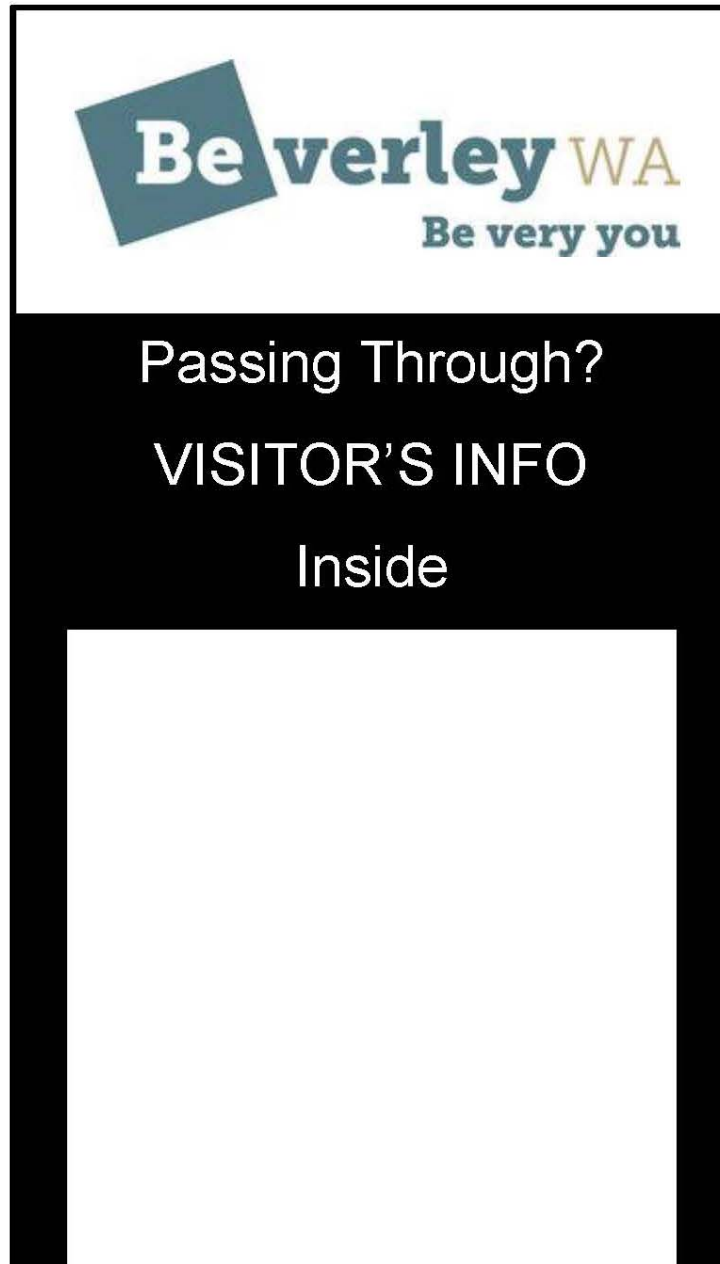 Beverley WA
Be very you
Passing Through?
VISITOR’S INFO
Inside